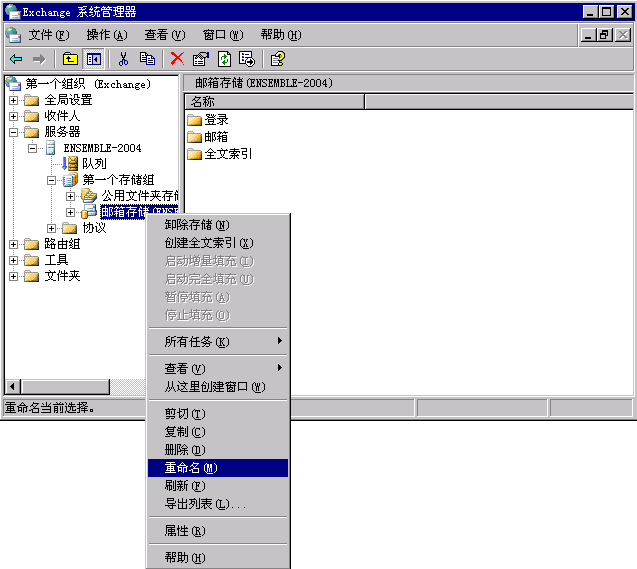 Exchange 系统管理器
文件(F) 操作(A) 查看(V) 窗口(W) 帮助(H)
第一个组织 (Exchange)
全局设置
收件人
服务器
ENSEMBLE-2004
队列
第一个存储组
公用文件夹存储
邮箱存储(ENSE
协议
路由组
工具
文件夹
邮箱存储(ENSEMBLE-2004)
名称
登录
邮箱
全文索引
卸除存储(N)
创建全文索引(X)
启动增量填充(I)
启动完全填充(U)
暂停填充(A)
停止填充(O)
所有任务(K)
查看(V)
从这里创建窗口(W)
剪切(T)
复制(C)
删除(D)
重命名(M)
刷新(F)
导出列表(L)...
属性(R)
帮助(H)
重命名当前选择。